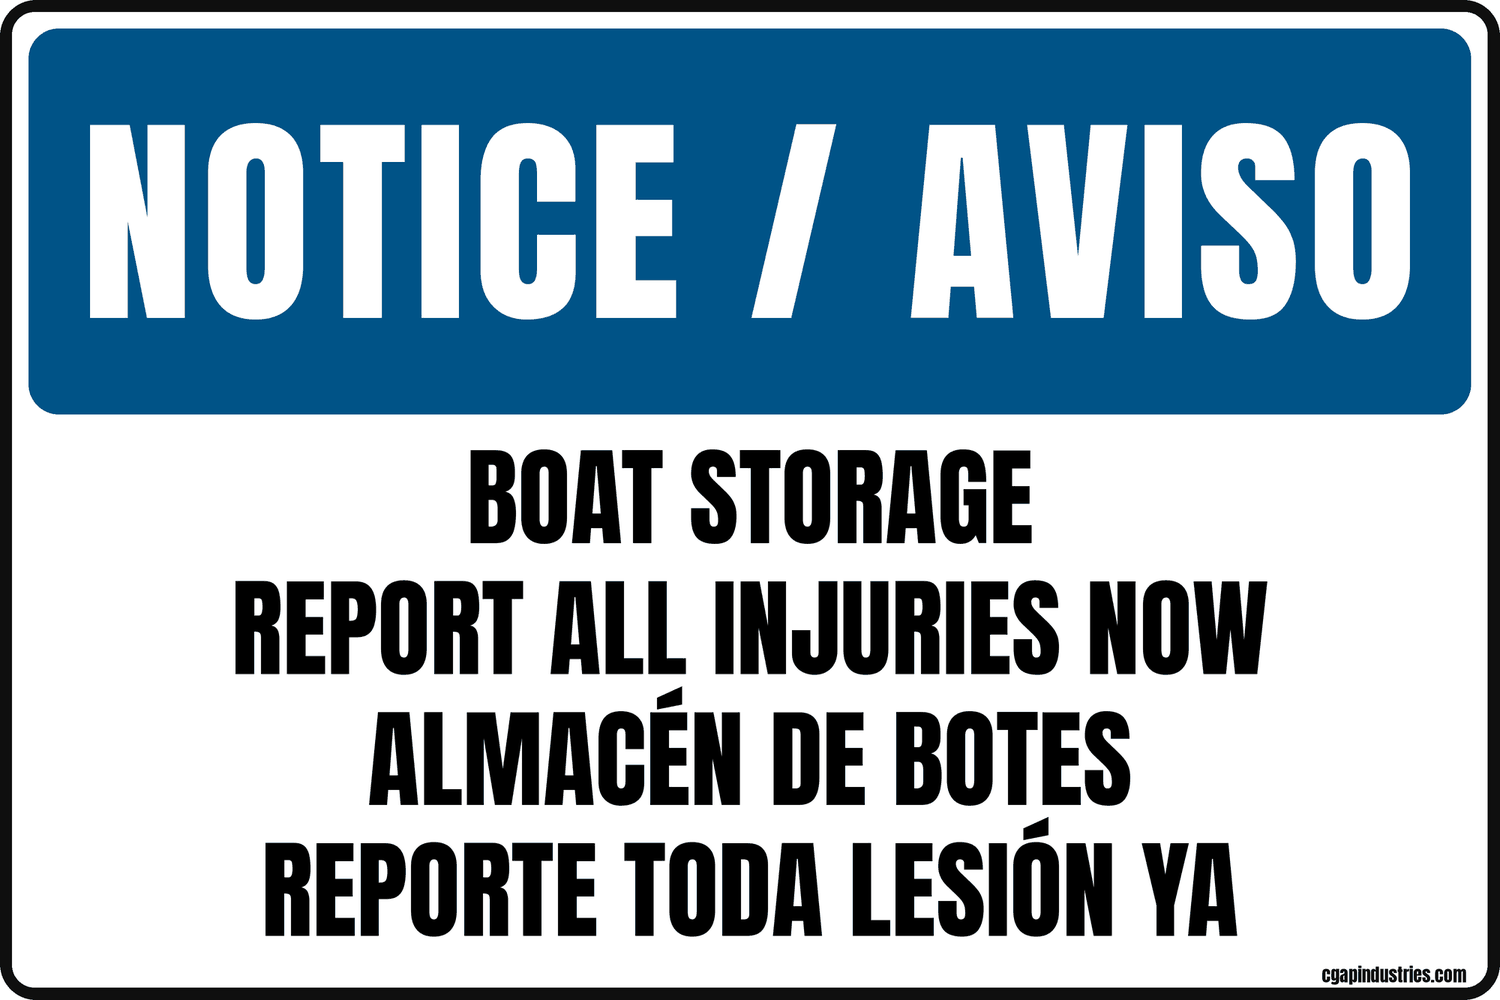 NOTICE / AVISO
BOAT STORAGE
REPORT ALL INJURIES NOW
ALMACÉN DE BOTES
REPORTE TODA LESIÓN YA
cgapindustries.com